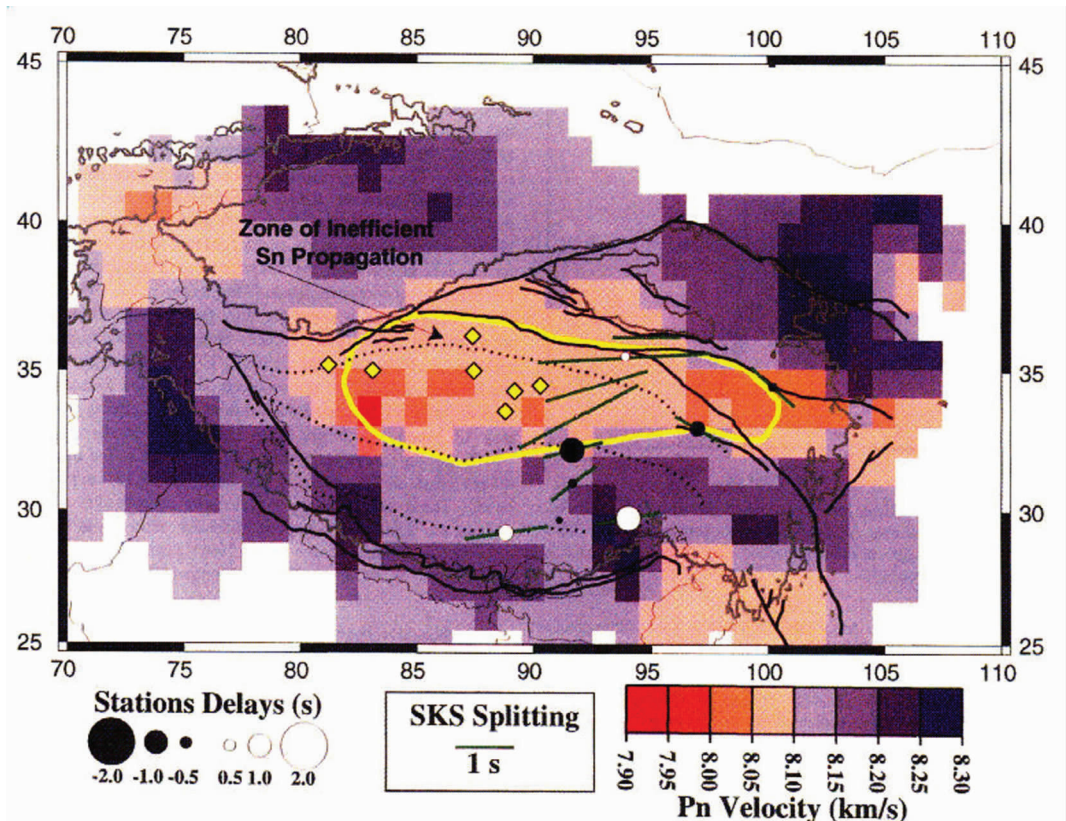 70 75 80 85 90 95 100 105 110
45 45
40 40
Zone of Inefficient
Sn Propagation
35 35
30 30
25 25
70 75 80 85 90 95 100 105 110
Stations Delays (s)
-2.0 -1.0 -0.5 0.5 1.0 2.0
SKS Splitting
1 s
7.90 7.95 8.00 8.05 8.10 8.15 8.20 8.25 8.30
Pn Velocity (km/s)